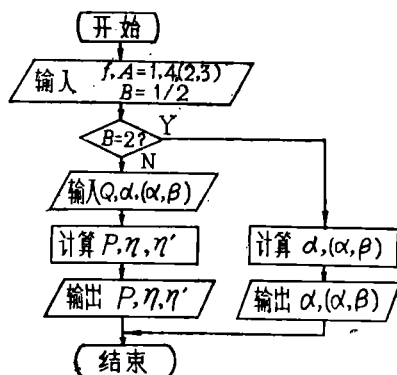 开始
输入 f,A=1,4,(2,3)
B=1/2
B=2?
Y
N
输入Q,α,(α,β)
计算 P,η,η′
计算 α,(α,β)
输出 P,η,η′
输出 α,(α,β)
结束